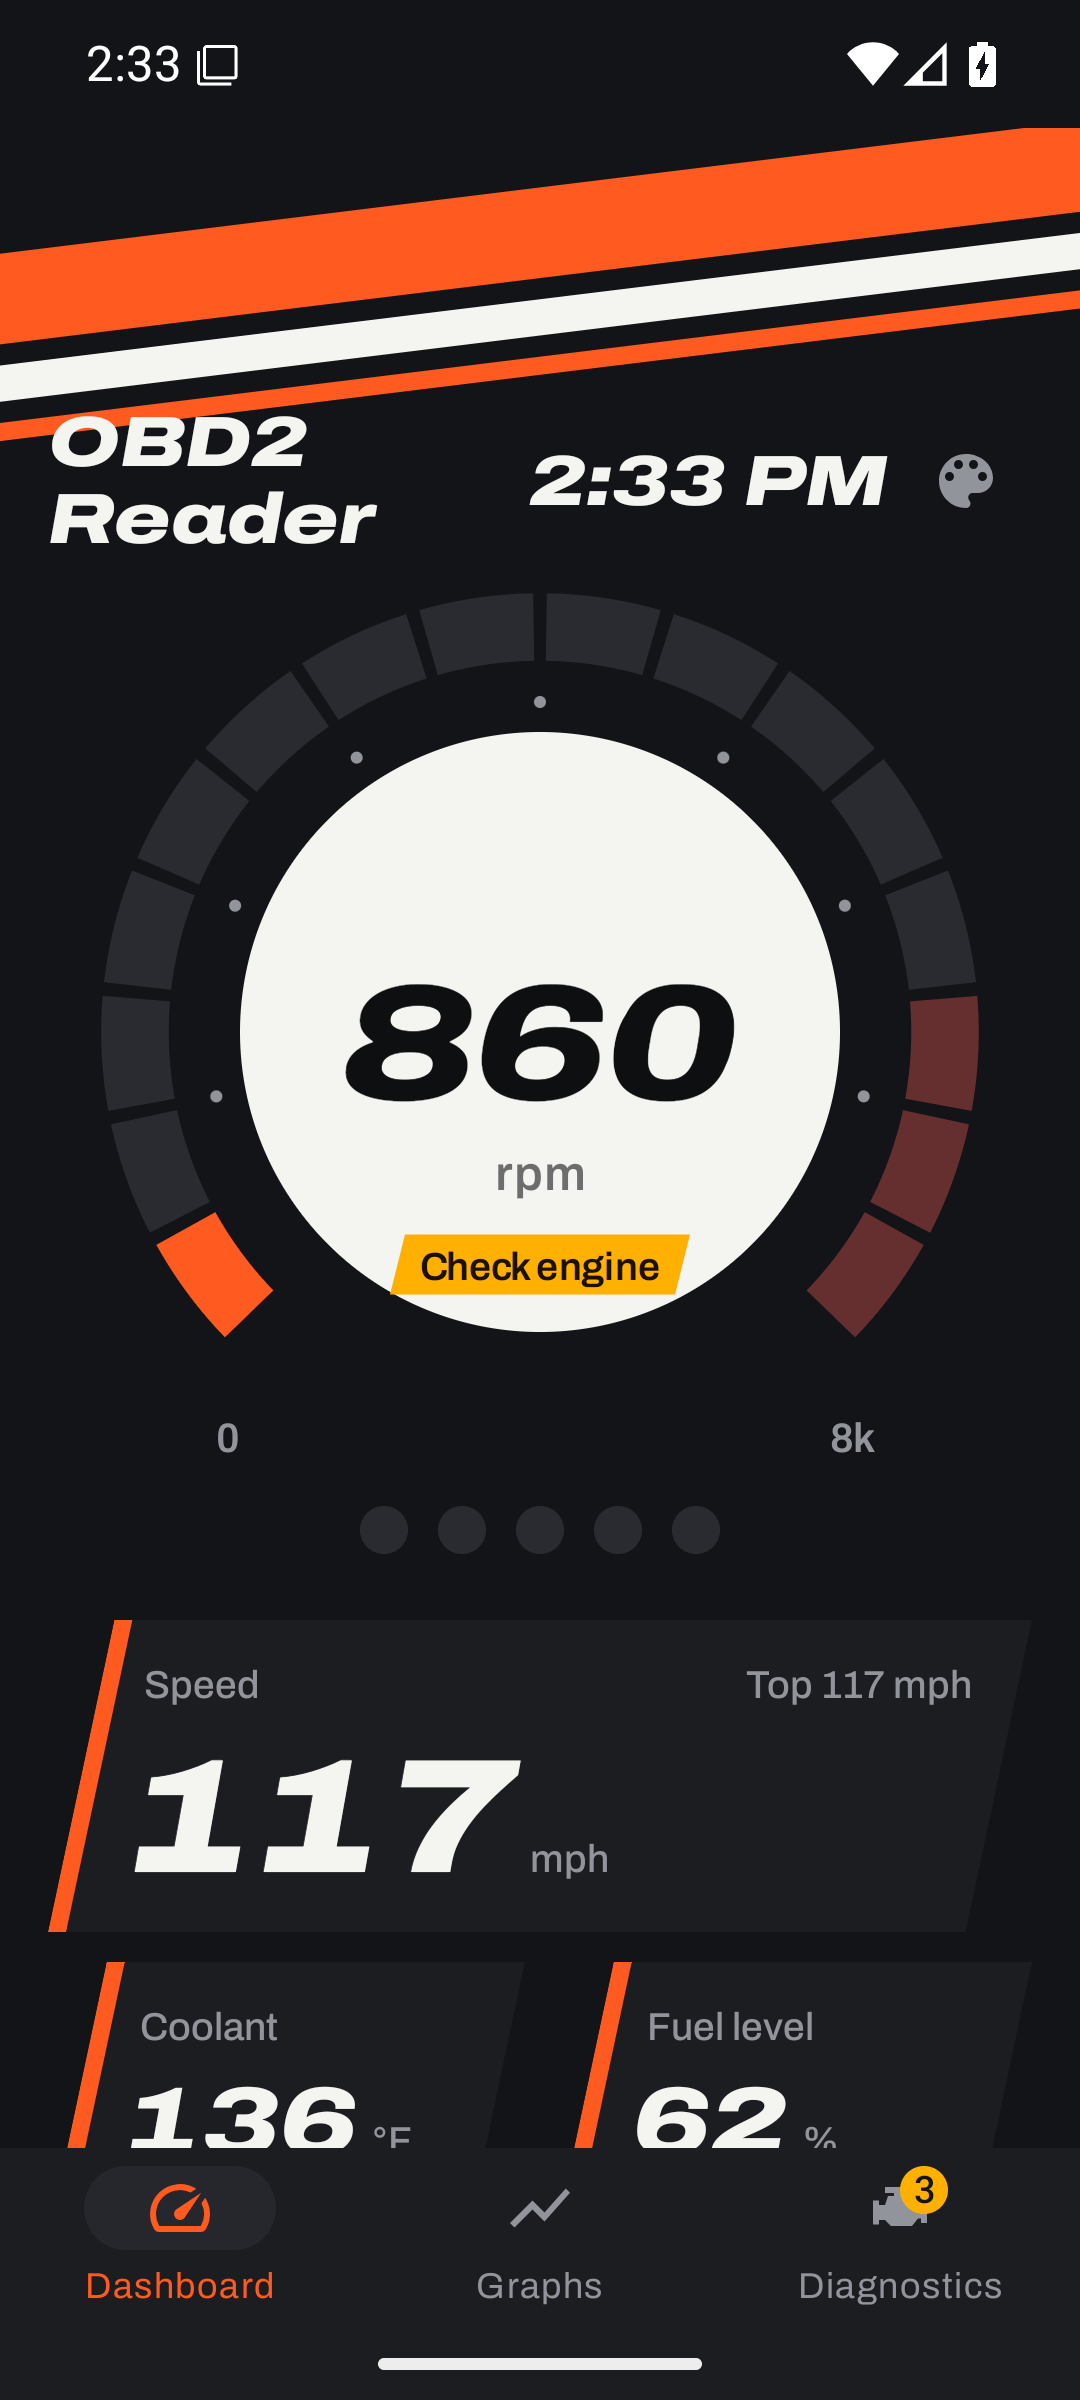 2:33
OBD2
Reader
2:33 PM
860
rpm
Check engine
0
8k
Speed
Top 117 mph
117 mph
Coolant
Fuel level
136 °F
62 %
3
Dashboard
Graphs
Diagnostics